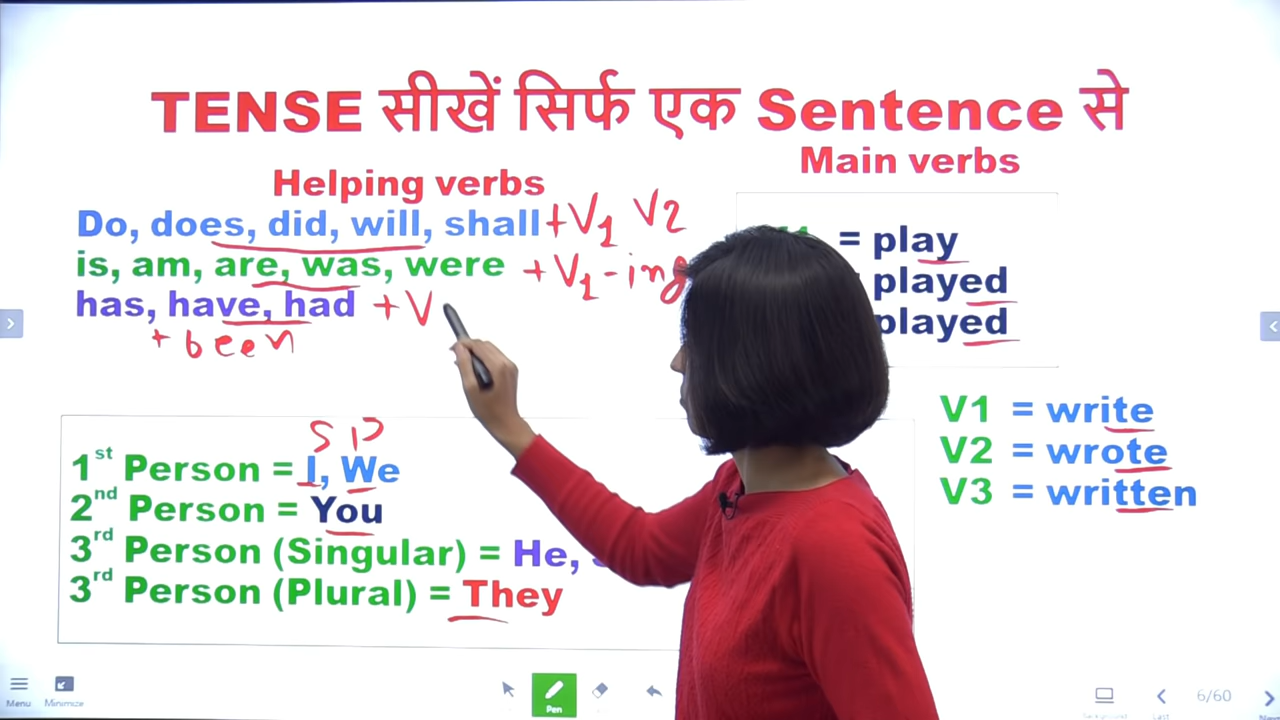 TENSE सीखें सिर्फ एक Sentence से
Main verbs
Helping verbs
Do, does, did, will, shall +V1 V2
is, am, are, was, were +V1-ing
has, have, had +V
+ been
= play
played
played
V1 = write
V2 = wrote
V3 = written
S P
1st Person = I, We
2nd Person = You
3rd Person (Singular) = He,
3rd Person (Plural) = They
Menu
Minimize
Pen
Background
Last
6/60